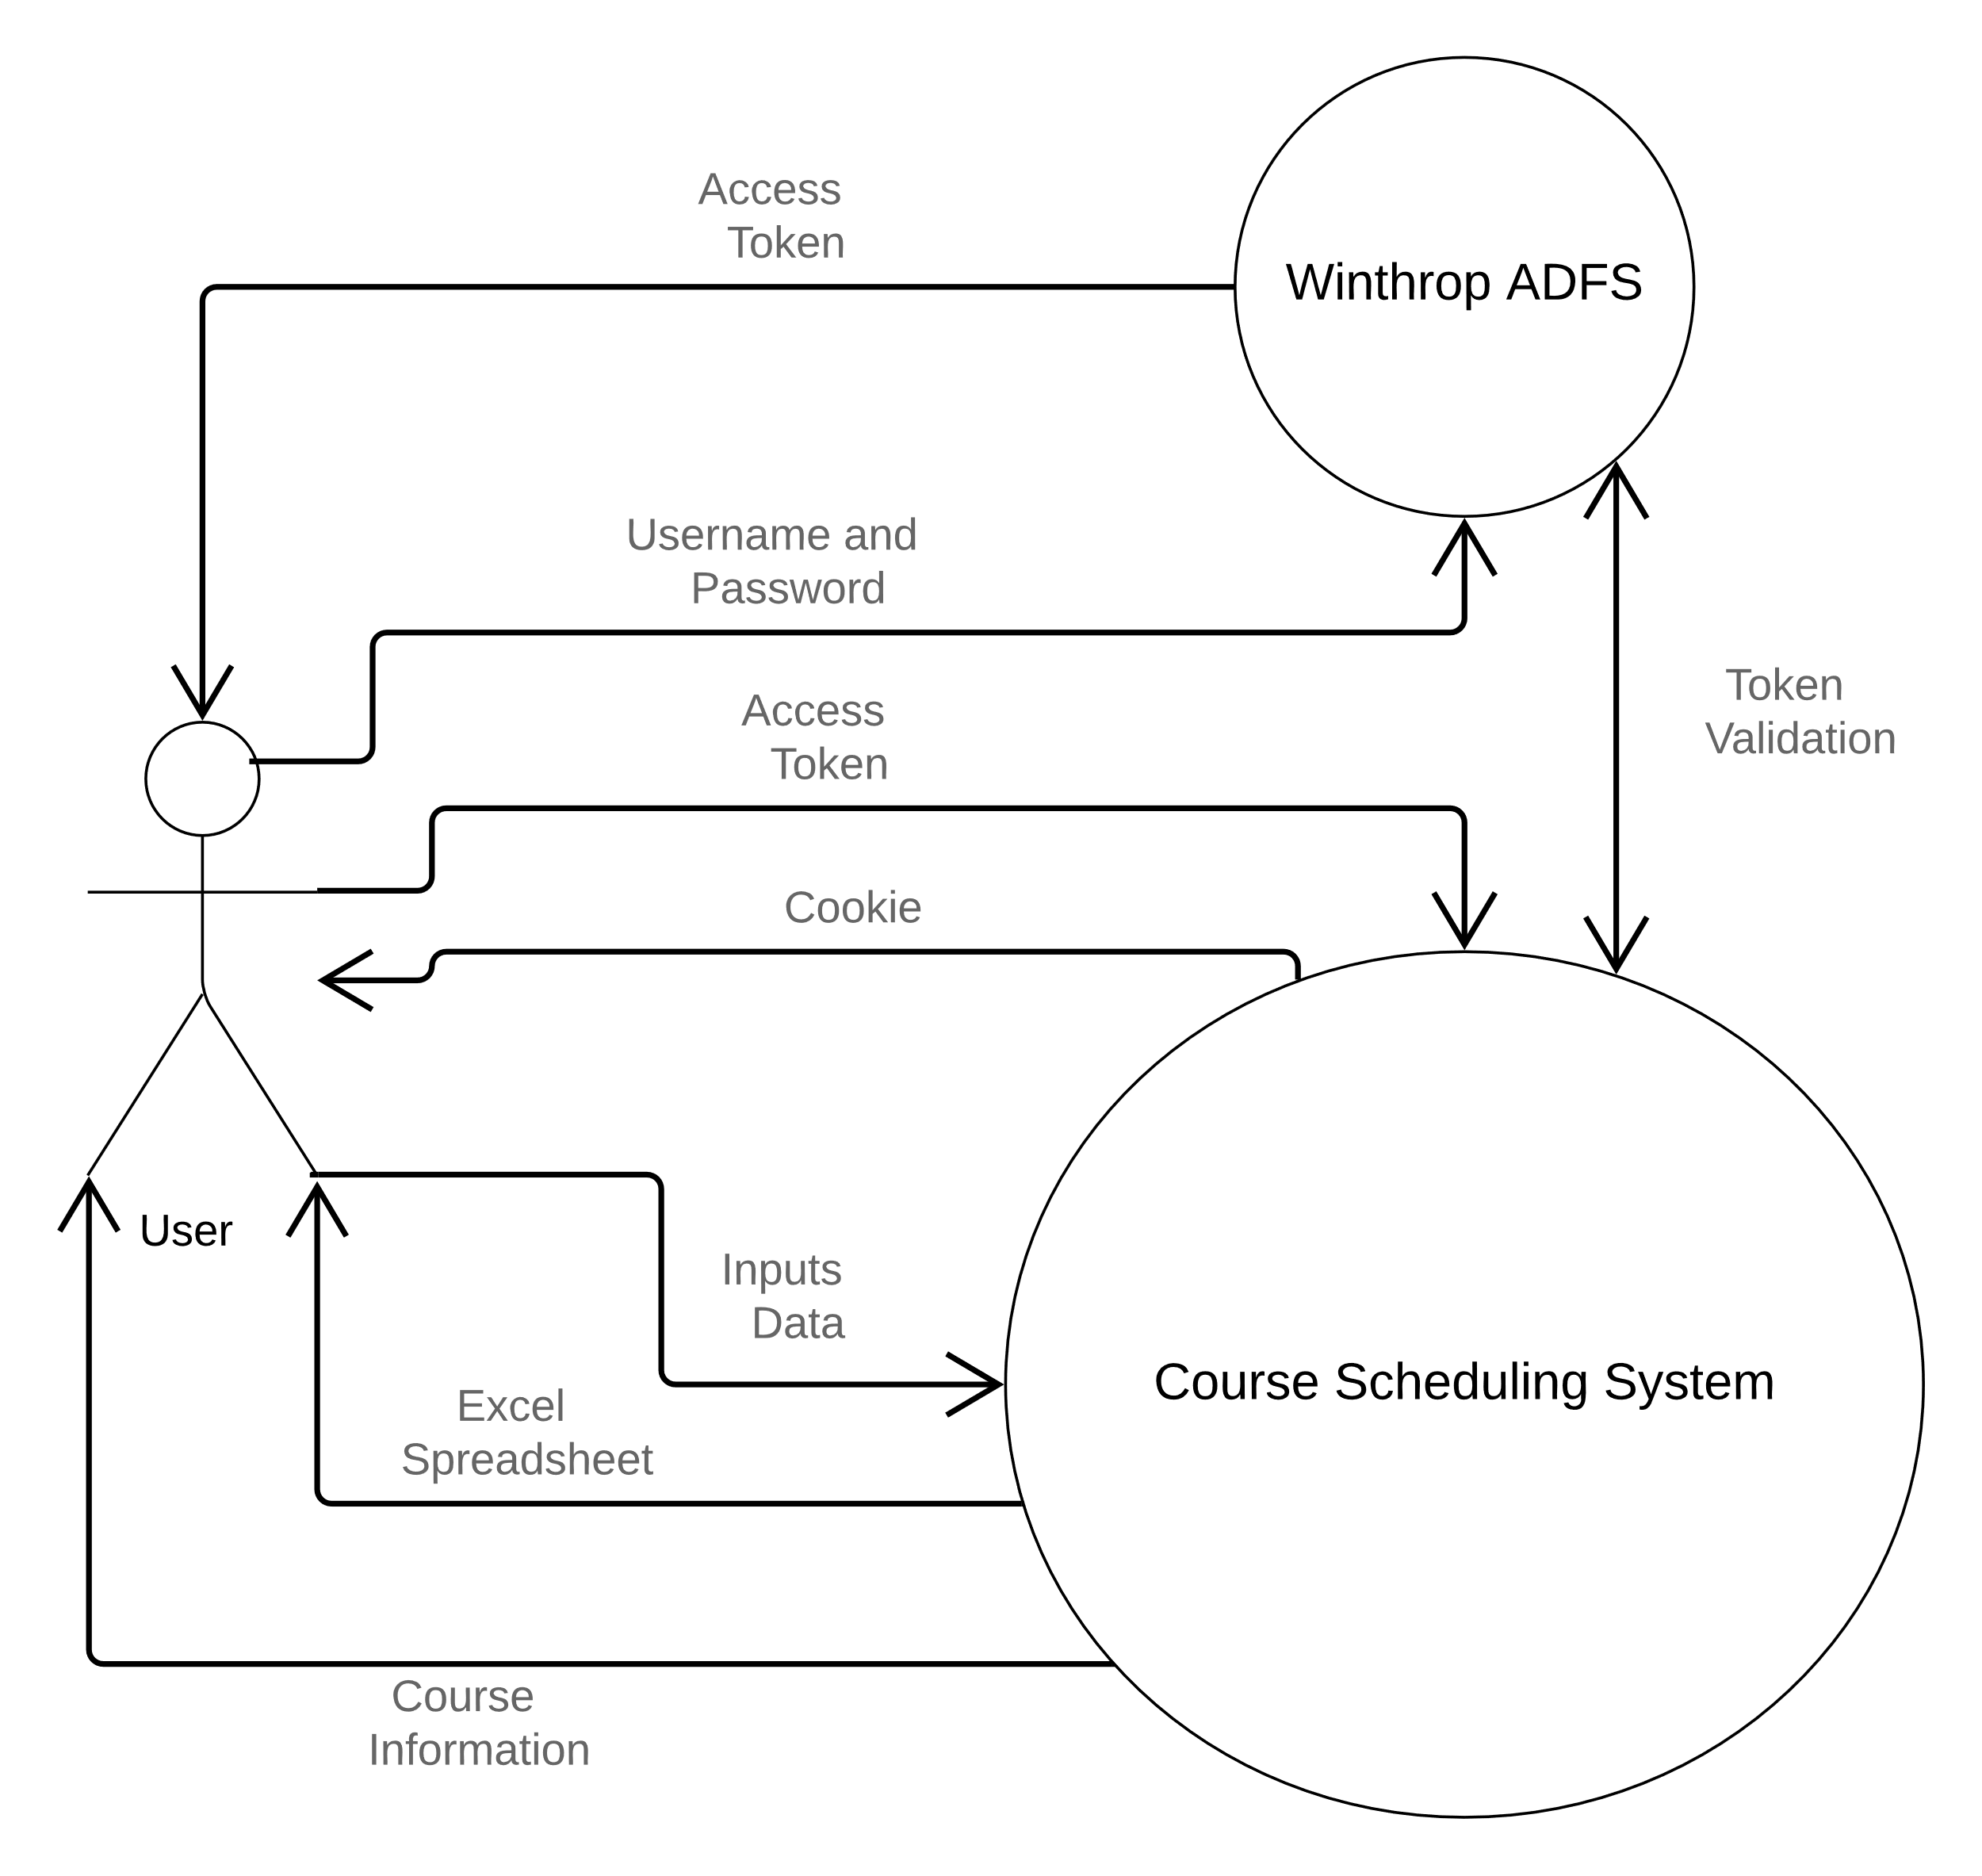 Access
Token
Winthrop ADFS
Username and
Password
Token
Validation
Access
Token
Cookie
User
Inputs
Data
Course Scheduling System
Excel
Spreadsheet
Course
Information